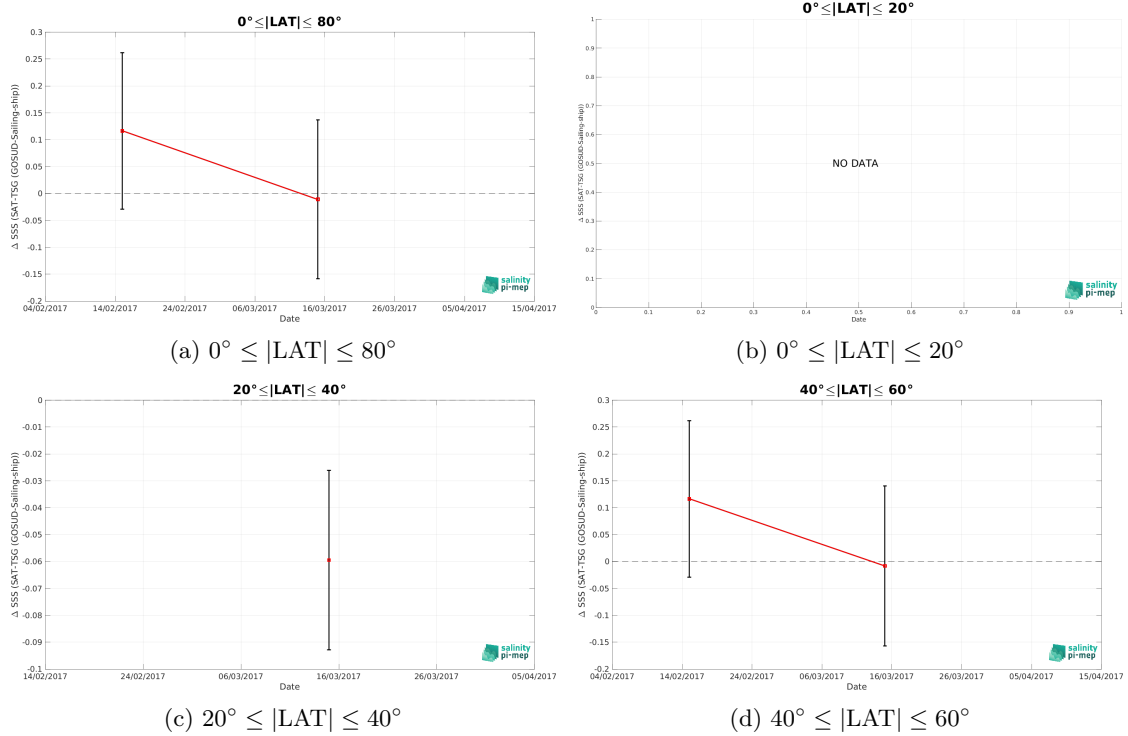 0°≤|LAT|≤ 80°
0.3
0.25
0.2
0.15
0.1
0.05
0
-0.05
-0.1
-0.15
-0.2
Δ SSS (SAT-TSG (GOSUD-Sailing-ship))
04/02/2017 14/02/2017 24/02/2017 06/03/2017 16/03/2017 26/03/2017 05/04/2017 15/04/2017
Date
salinity
pi-mep
(a) 0° ≤ |LAT| ≤ 80°
0°≤|LAT|≤ 20°
1
0.9
0.8
0.7
0.6
0.5
0.4
0.3
0.2
0.1
0
Δ SSS (SAT-TSG (GOSUD-Sailing-ship))
NO DATA
0 0.1 0.2 0.3 0.4 0.5 0.6 0.7 0.8 0.9 1
Date
salinity
pi-mep
(b) 0° ≤ |LAT| ≤ 20°
20°≤|LAT|≤ 40°
0
-0.01
-0.02
-0.03
-0.04
-0.05
-0.06
-0.07
-0.08
-0.09
-0.1
Δ SSS (SAT-TSG (GOSUD-Sailing-ship))
14/02/2017 24/02/2017 06/03/2017 16/03/2017 26/03/2017 05/04/2017
Date
salinity
pi-mep
(c) 20° ≤ |LAT| ≤ 40°
40°≤|LAT|≤ 60°
0.3
0.25
0.2
0.15
0.1
0.05
0
-0.05
-0.1
-0.15
-0.2
Δ SSS (SAT-TSG (GOSUD-Sailing-ship))
04/02/2017 14/02/2017 24/02/2017 06/03/2017 16/03/2017 26/03/2017 05/04/2017 15/04/2017
Date
salinity
pi-mep
(d) 40° ≤ |LAT| ≤ 60°